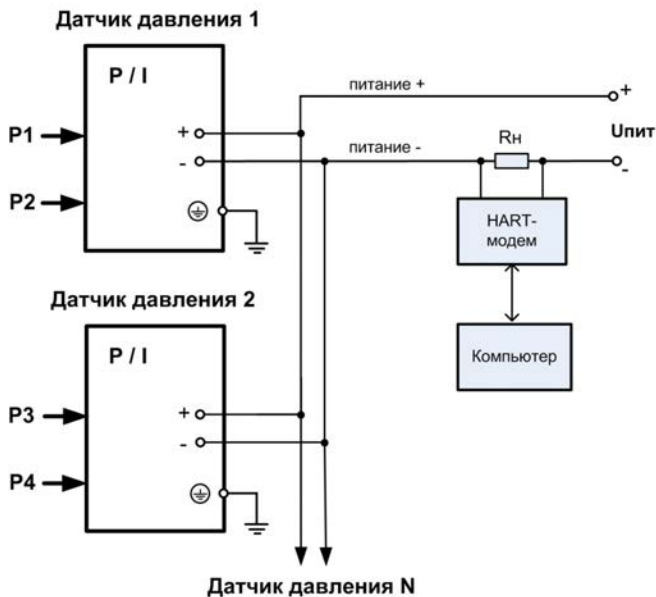 Датчик давления 1
P / I
питание +
+
P1
+
Rн
Uпит
-
питание -
-
P2
HART-
модем
Датчик давления 2
P / I
Компьютер
P3
+
-
P4
Датчик давления N